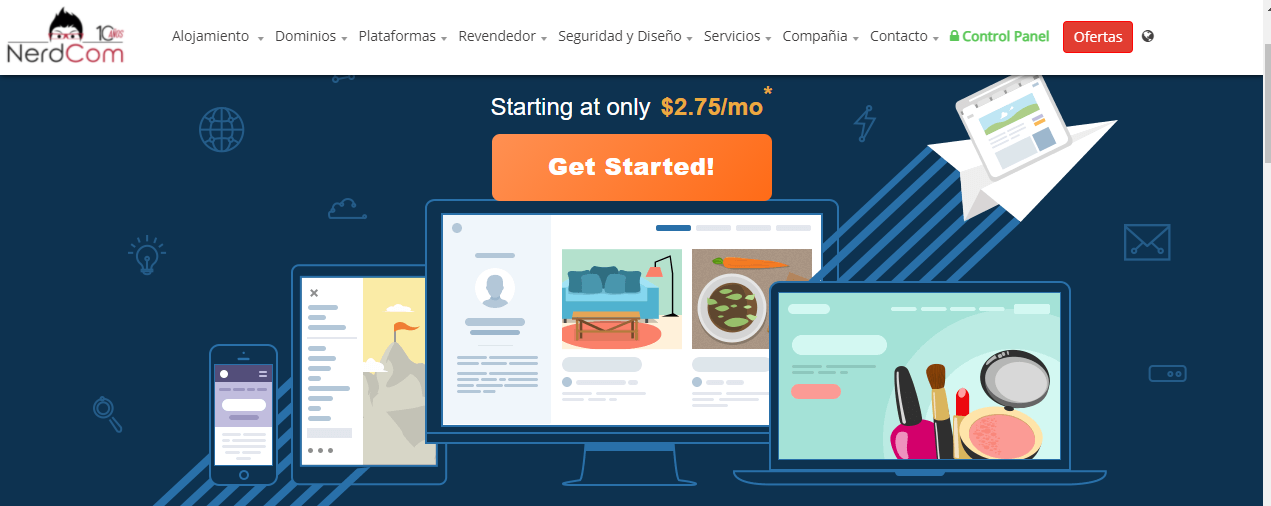 10 AÑOS
NerdCom
Alojamiento Dominios Plataformas Revendedor Seguridad y Diseño Servicios Compañia Contacto Control Panel Ofertas
Starting at only $2.75/mo*
Get Started!